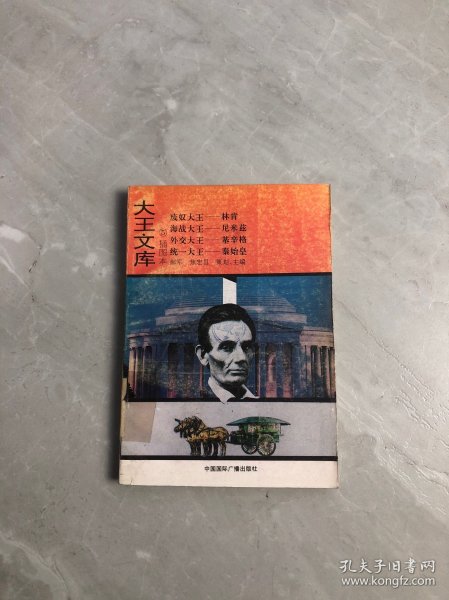 大王文库
插图本
废奴大王——林肯
海战大王——尼米兹
外交大王——基辛格
统一大王——秦始皇
主编
中国国际广播出版社
孔夫子旧书网
www.kongfz.com